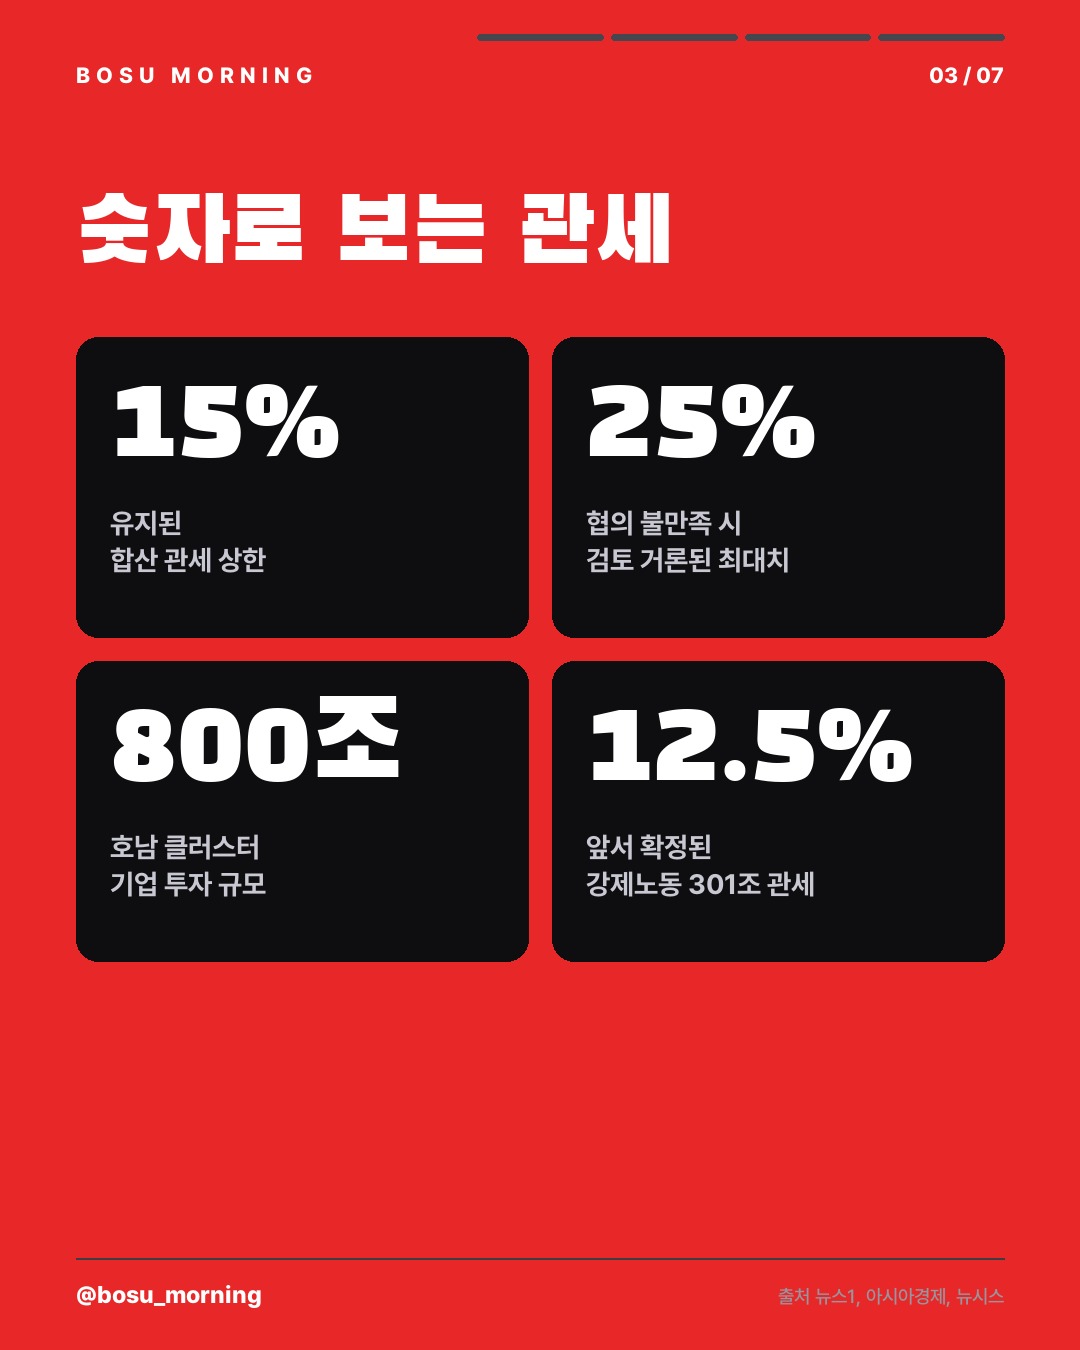 BOSU MORNING
03 / 07
숫자로 보는 관세
15%
유지된
합산 관세 상한
25%
협의 불만족 시
검토 거론된 최대치
800조
호남 클러스터
기업 투자 규모
12.5%
앞서 확정된
강제노동 301조 관세
@bosu_morning
출처 뉴스1, 아시아경제, 뉴시스